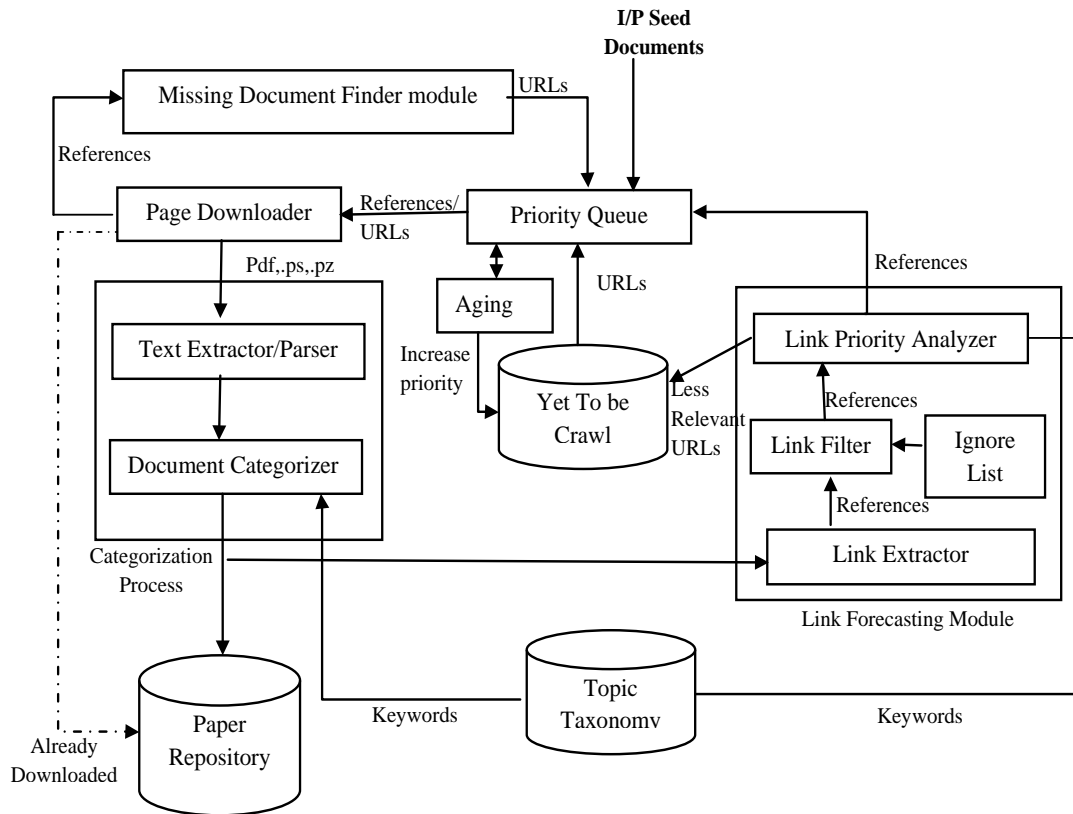 I/P Seed
Documents
Missing Document Finder module
URLs
References
Page Downloader
References/
URLs
Priority Queue
Pdf,.ps,.pz
Aging
URLs
References
Text Extractor/Parser
Increase
priority
Link Priority Analyzer
Yet To be
Crawl
Less
Relevant
URLs
References
Document Categorizer
Link Filter
Ignore
List
References
Categorization
Process
Link Extractor
Link Forecasting Module
Topic
Taxonomy
Paper
Repository
Keywords
Keywords
Already
Downloaded